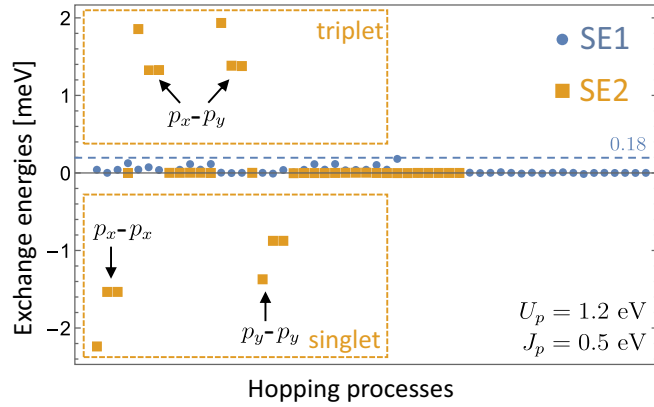 2
triplet
SE1
SE2
p_x-p_y
1
Exchange energies [meV]
0.18
0
p_x-p_x
−1
p_y-p_y
singlet
U_p = 1.2 eV
J_p = 0.5 eV
−2
Hopping processes